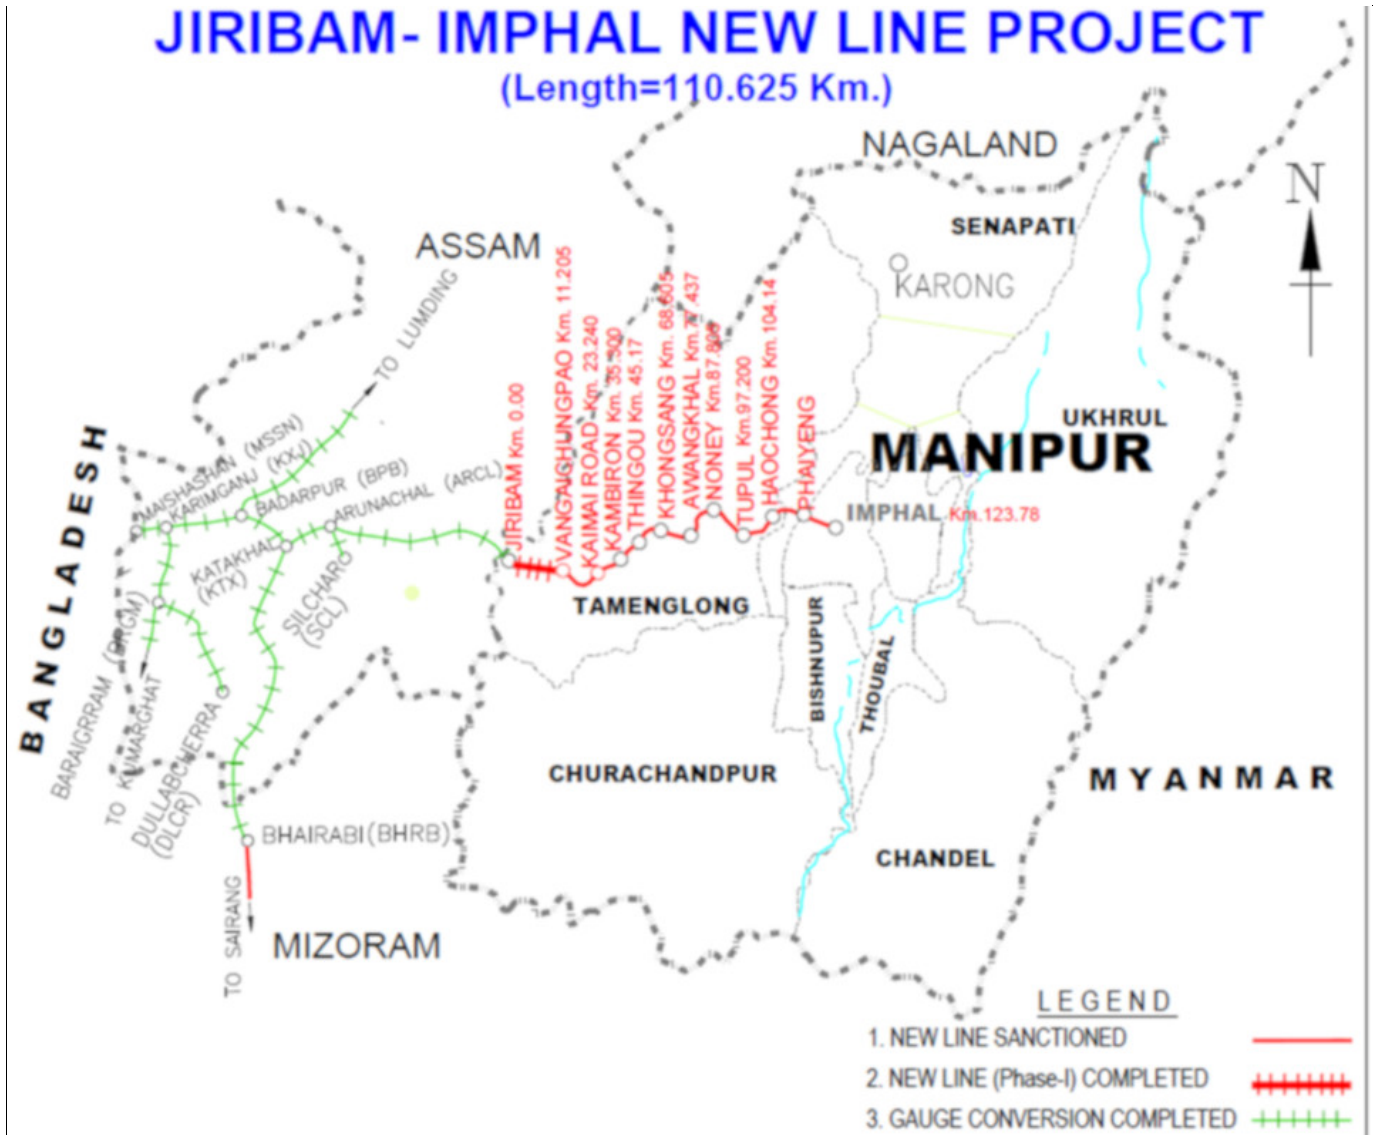 JIRIBAM- IMPHAL NEW LINE PROJECT
(Length=110.625 Km.)
NAGALAND
N
SENAPATI
ASSAM
KARONG
TO LUMDING
JIRIBAM Km. 0.00
VANGAICHUNGPAO Km. 11.205
KAIMAI ROAD Km. 23.240
KAMBIRON Km. 35.300
THINGOU Km. 45.17
KHONGSANG Km. 68.605
AWANGKHAL Km.77.437
NONEY Km.87.800
TUPUL Km.97.200
HAOCHONG Km.104.14
PHAIYENG
UKHRUL
MANIPUR
IMPHAL Km.123.78
BANGLADESH
MAISHASHAN (MSSN)
KARIMGANJ (KXJ)
BADARPUR (BPB)
ARUNACHAL (ARCL)
KATAKHAL
(KTX)
SILCHAR
(SCL)
TAMENGLONG
BISHNUPUR
THOUBAL
BARAIGRRAM (BRGM)
TO KUMARGHAT
DULLABCHERRA
(DLCR)
CHURACHANDPUR
MYANMAR
BHAIRABI(BHRB)
CHANDEL
TO SAIRANG
MIZORAM
LEGEND
1. NEW LINE SANCTIONED
2. NEW LINE (Phase-I) COMPLETED
3. GAUGE CONVERSION COMPLETED